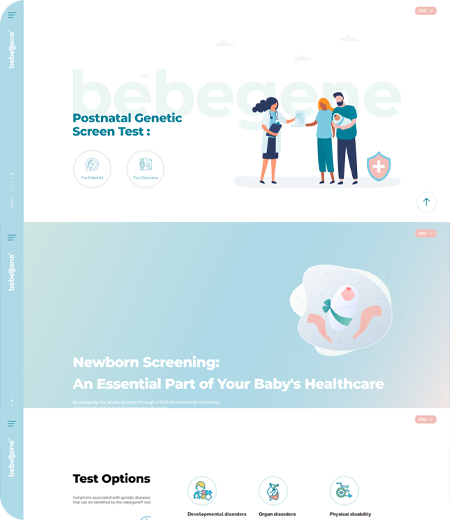 bebegene
ENG
bebegene
Postnatal Genetic
Screen Test :
For Patients
For Clinicians
bebegene
ENG
Newborn Screening:
An Essential Part of Your Baby's Healthcare
By analyzing the whole genome through a SNP chromosomal microarray,
bebegene
ENG
Test Options
Symptoms associated with genetic diseases
that can be identified by the bebegene® test
Developmental disorders
Organ disorders
Physical disability